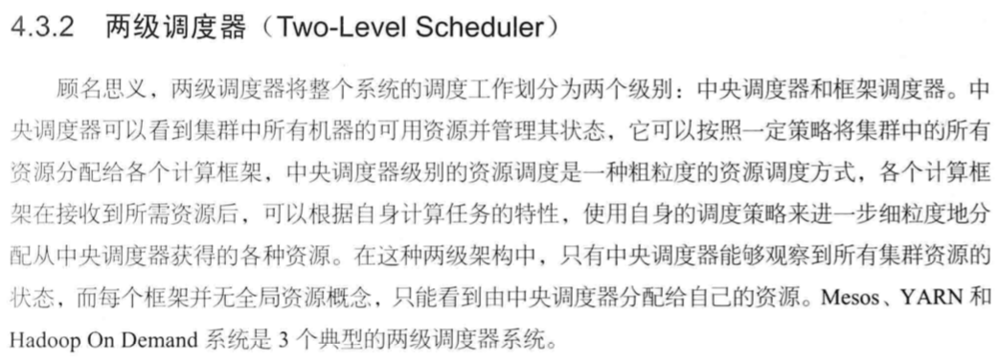 4.3.2 两级调度器（Two-Level Scheduler）
顾名思义，两级调度器将整个系统的调度工作划分为两个级别：中央调度器和框架调度器。中
央调度器可以看到集群中所有机器的可用资源并管理其状态，它可以按照一定策略将集群中的所有
资源分配给各个计算框架，中央调度器级别的资源调度是一种粗粒度的资源调度方式，各个计算框
架在接收到所需资源后，可以根据自身计算任务的特性，使用自身的调度策略来进一步细粒度地分
配从中央调度器获得的各种资源。在这种两级架构中，只有中央调度器能够观察到所有集群资源的
状态，而每个框架并无全局资源概念，只能看到由中央调度器分配给自己的资源。Mesos、YARN 和
Hadoop On Demand 系统是 3 个典型的两级调度器系统。